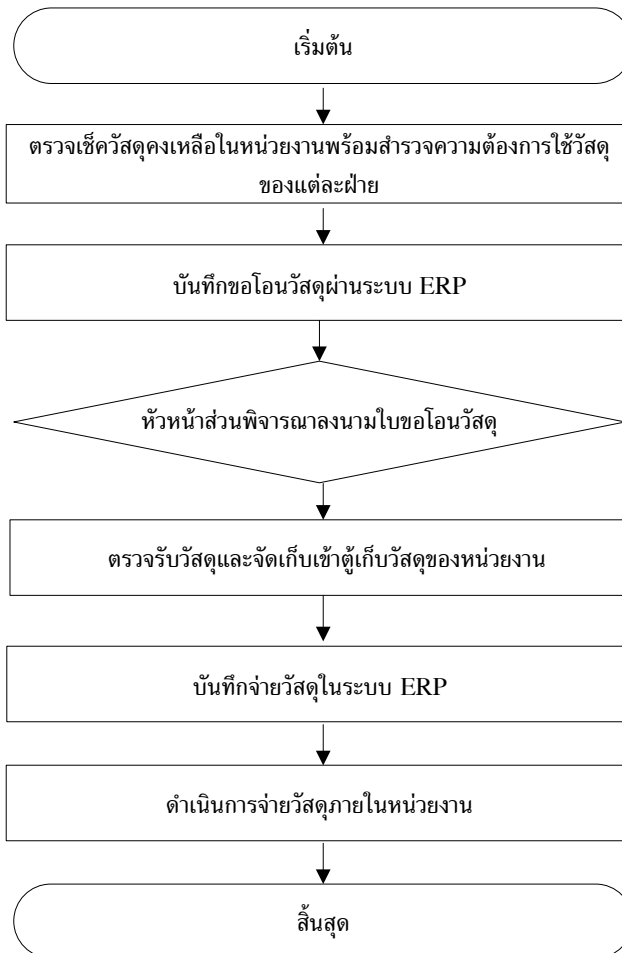 เริ่มต้น
ตรวจเช็ควัสดุคงเหลือในหน่วยงานพร้อมสำรวจความต้องการใช้วัสดุ
ของแต่ละฝ่าย
บันทึกขอโอนวัสดุผ่านระบบ ERP
หัวหน้าส่วนพิจารณาลงนามใบขอโอนวัสดุ
ตรวจรับวัสดุและจัดเก็บเข้าตู้เก็บวัสดุของหน่วยงาน
บันทึกจ่ายวัสดุในระบบ ERP
ดำเนินการจ่ายวัสดุภายในหน่วยงาน
สิ้นสุด